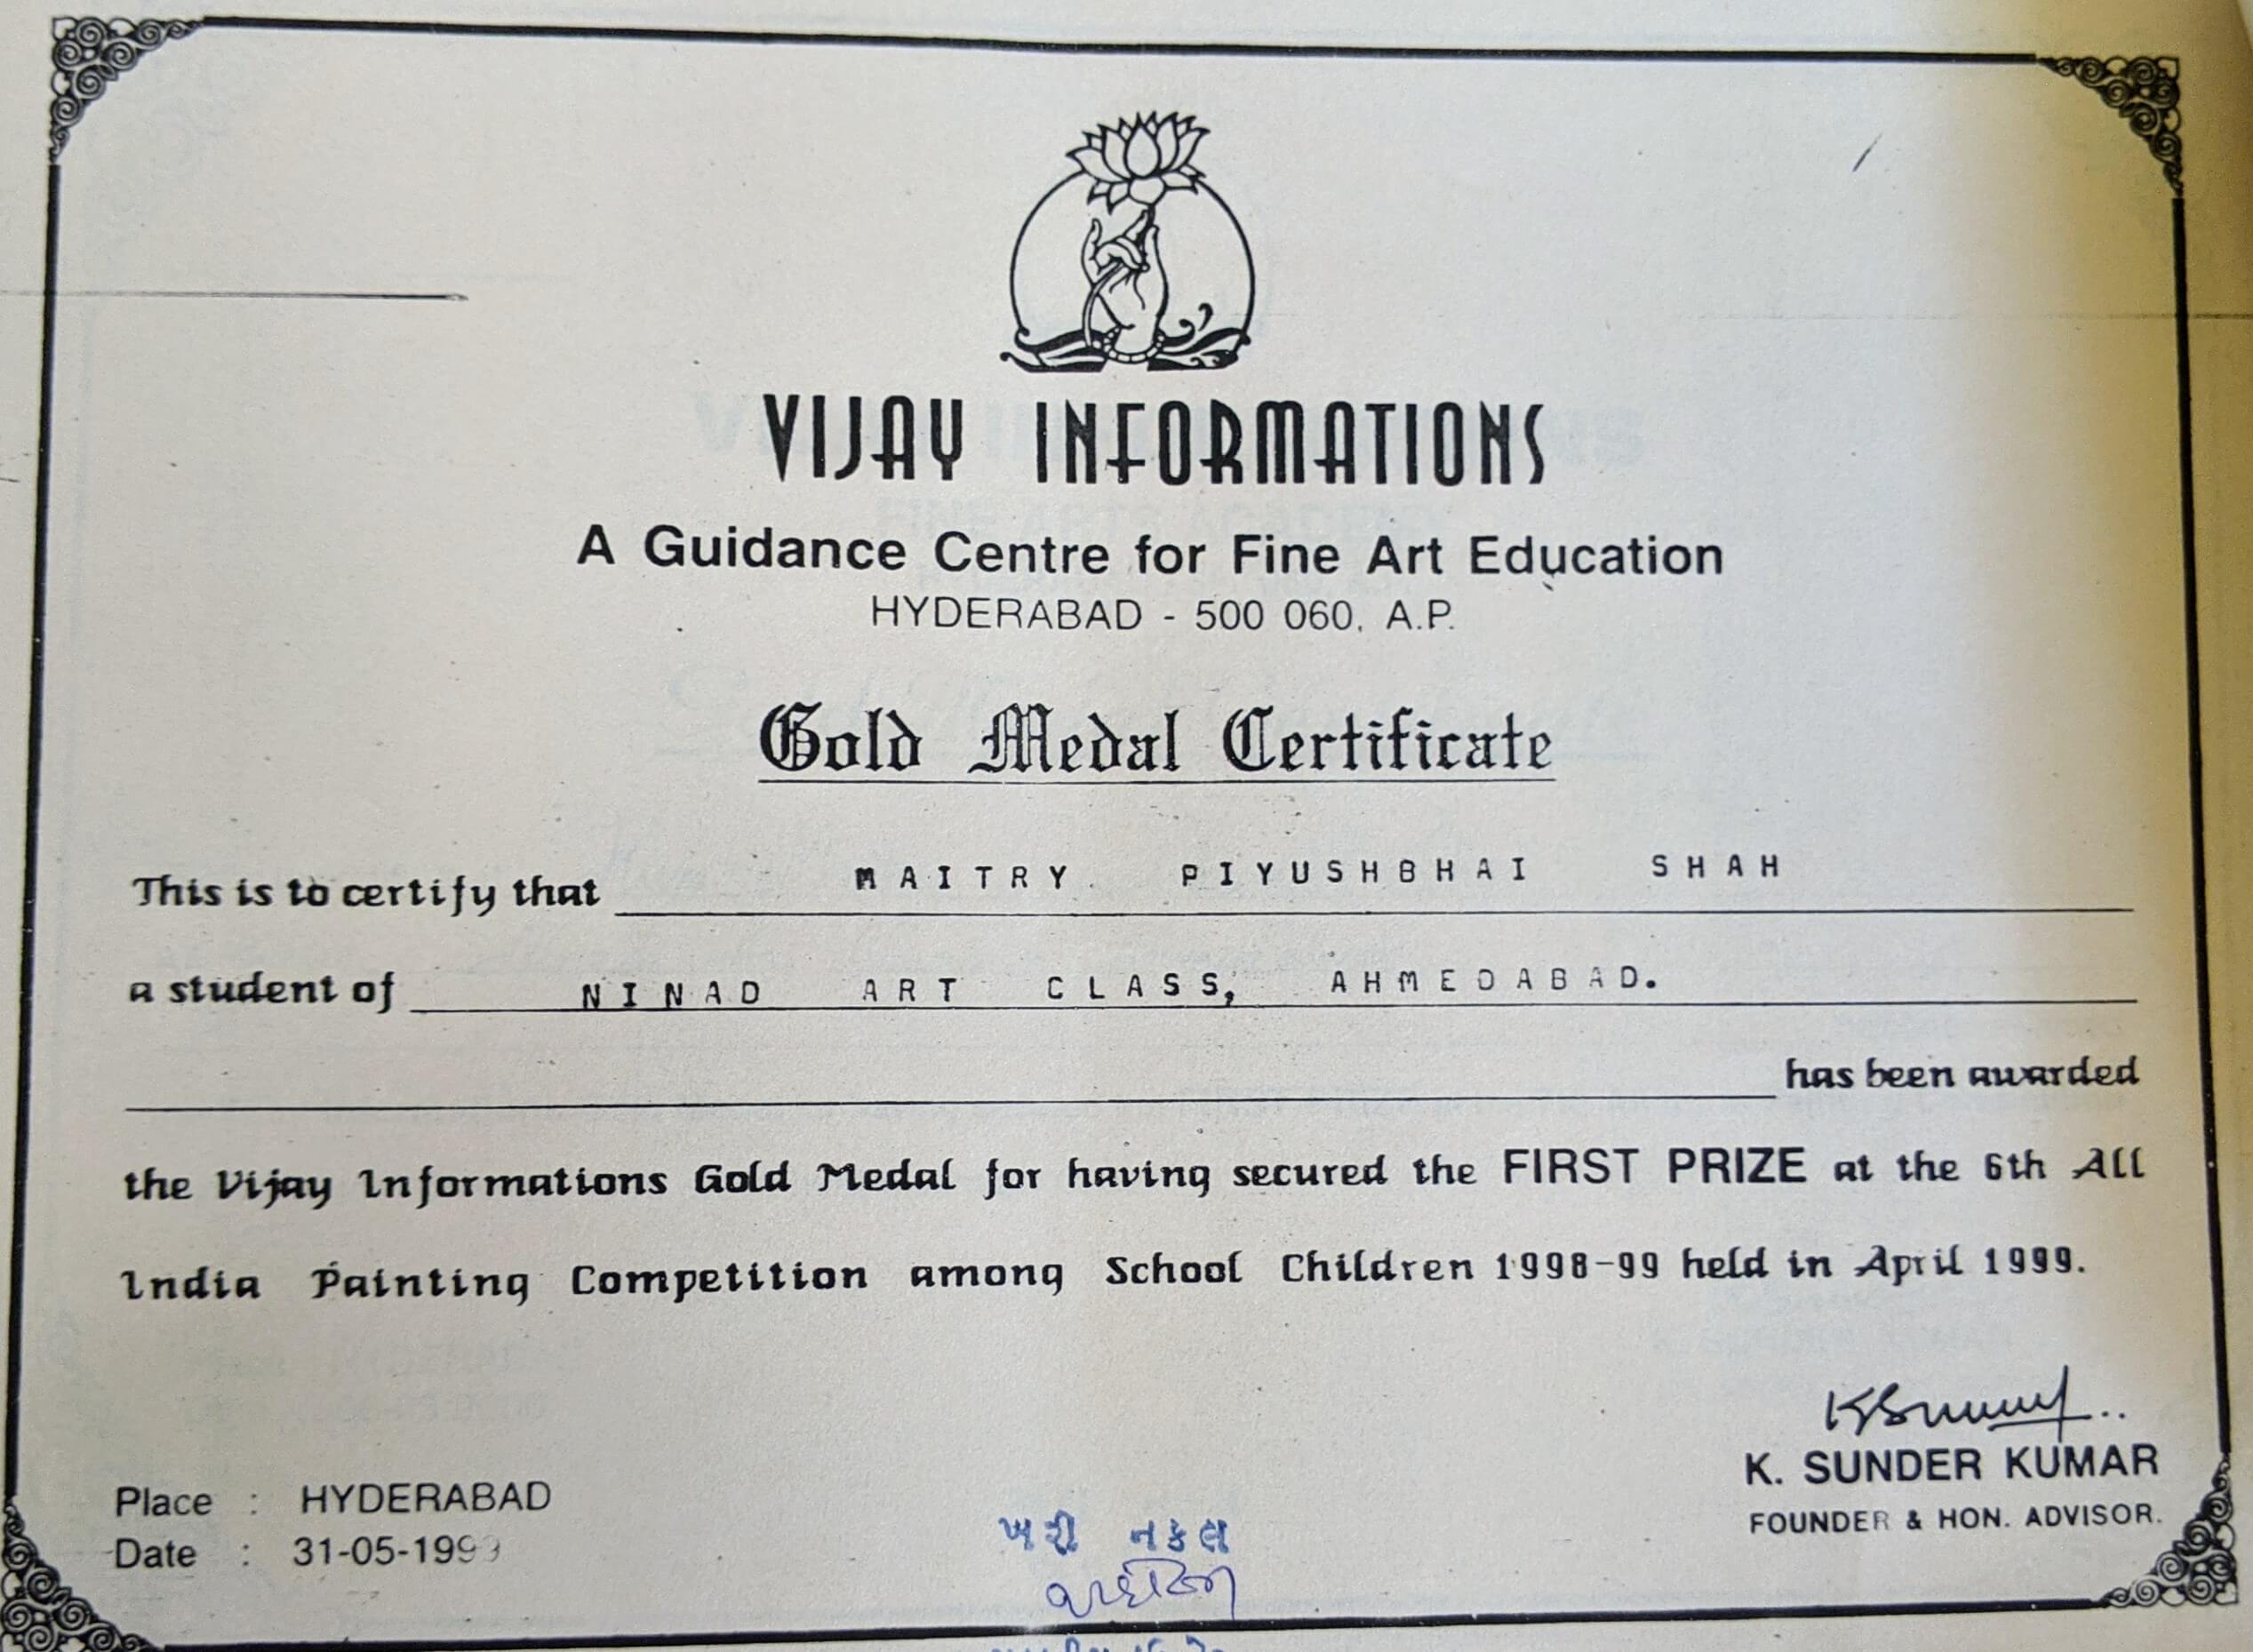 VIJAY INFORMATIONS
A Guidance Centre for Fine Art Education
HYDERABAD - 500 060, A.P.
Gold Medal Certificate
This is to certify that MAITRY PIYUSHBHAI SHAH
a student of NINAD ART CLASS, AHMEDABAD.
has been awarded
the Vijay Informations Gold Medal for having secured the FIRST PRIZE at the 6th All
India Painting Competition among School Children 1998-99 held in April 1999.
K. SUNDER KUMAR
FOUNDER & HON. ADVISOR.
Place : HYDERABAD
Date : 31-05-1999
ખરી નકલ